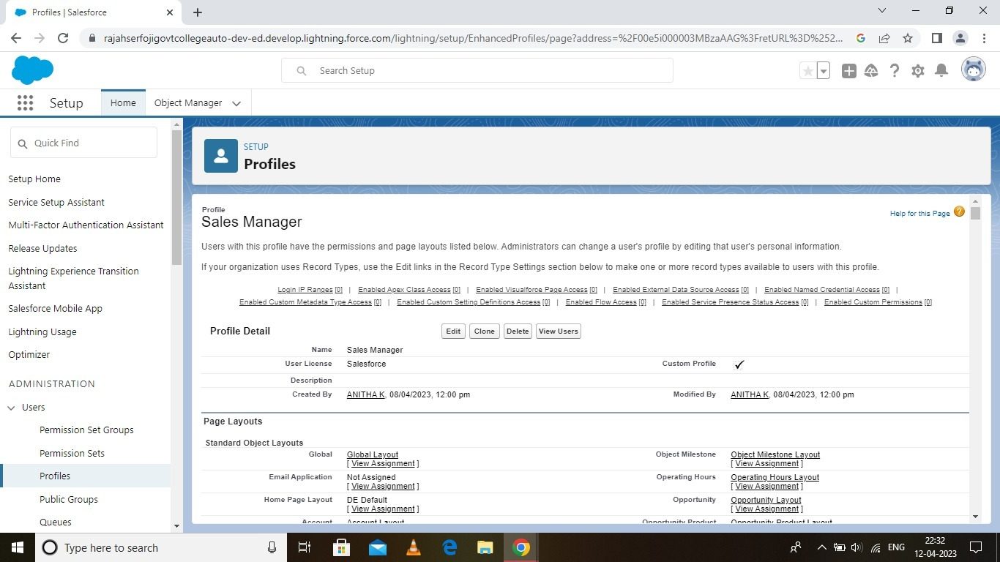 Profiles | Salesforce
rajahserfojigovtcollegeauto-dev-ed.develop.lightning.force.com/lightning/setup/EnhancedProfiles/page?address=%2F00e5i000003MBzaAAG%3FretURL%3D%252...
Search Setup
Setup
Home
Object Manager
Quick Find
Setup Home
Service Setup Assistant
Multi-Factor Authentication Assistant
Release Updates
Lightning Experience Transition
Assistant
Salesforce Mobile App
Lightning Usage
Optimizer
ADMINISTRATION
Users
Permission Set Groups
Permission Sets
Profiles
Public Groups
Queues
SETUP
Profiles
Profile
Sales Manager
Help for this Page
Users with this profile have the permissions and page layouts listed below. Administrators can change a user's profile by editing that user's personal information.
If your organization uses Record Types, use the Edit links in the Record Type Settings section below to make one or more record types available to users with this profile.
Login IP Ranges [0] | Enabled Apex Class Access [0] | Enabled Visualforce Page Access [0] | Enabled External Data Source Access [0] | Enabled Named Credential Access [0] |
Enabled Custom Metadata Type Access [0] | Enabled Custom Setting Definitions Access [0] | Enabled Flow Access [0] | Enabled Service Presence Status Access [0] | Enabled Custom Permissions [0]
Profile Detail Edit Clone Delete View Users
Name Sales Manager
User License Salesforce Custom Profile ✓
Description
Created By ANITHA K, 08/04/2023, 12:00 pm Modified By ANITHA K, 08/04/2023, 12:00 pm
Page Layouts
Standard Object Layouts
Global Global Layout Object Milestone Object Milestone Layout
[ View Assignment ] [ View Assignment ]
Email Application Not Assigned Operating Hours Operating Hours Layout
[ View Assignment ] [ View Assignment ]
Home Page Layout DE Default Opportunity Opportunity Layout
[ View Assignment ] [ View Assignment ]
Account Account Layout Opportunity Product Opportunity Product Layout
Type here to search
ENG
22:32
12-04-2023